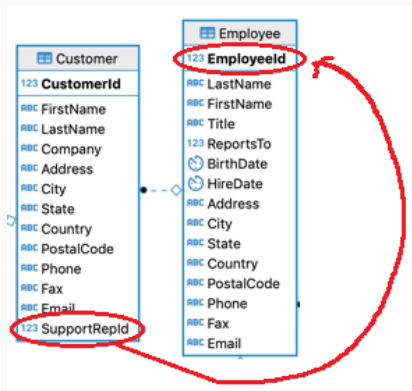 Customer
123 CustomerId
ABC FirstName
ABC LastName
ABC Company
ABC Address
ABC City
ABC State
ABC Country
ABC PostalCode
ABC Phone
ABC Fax
ABC Email
123 SupportRepId
Employee
123 EmployeeId
ABC LastName
ABC FirstName
ABC Title
123 ReportsTo
BirthDate
HireDate
ABC Address
ABC City
ABC State
ABC Country
ABC PostalCode
ABC Phone
ABC Fax
ABC Email